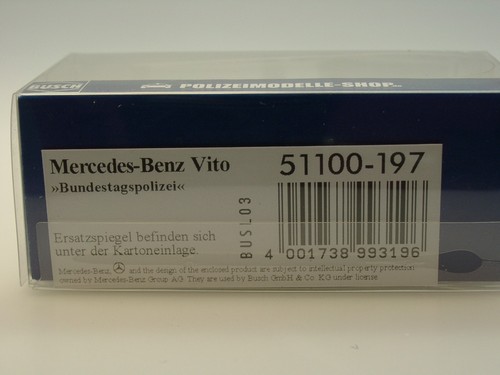 BUSCH
POLIZEIMODELLE-SHOP
Mercedes-Benz Vito
»Bundestagspolizei«
51100-197
BUSL03
4 001738 993196
Ersatzspiegel befinden sich
unter der Kartoneinlage.
Mercedes-Benz, and the design of the enclosed product are subject to intellectual property protection
owned by Mercedes-Benz Group AG. They are used by Busch GmbH & Co. KG under license